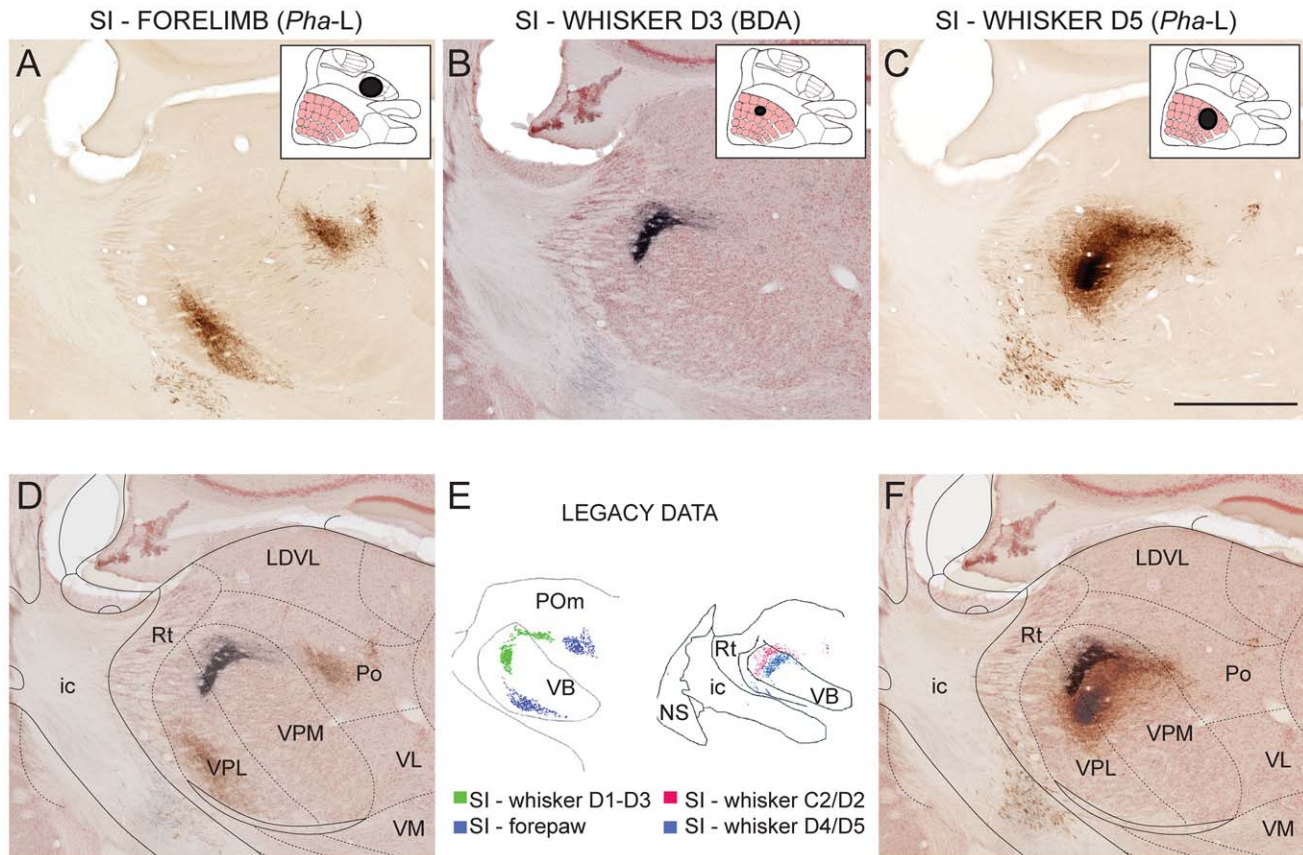 SI - FORELIMB (Pha-L)
SI - WHISKER D3 (BDA)
SI - WHISKER D5 (Pha-L)
A
B
C
D
LDVL
Rt
Po
ic
VPM
VPL
VL
VM
E
LEGACY DATA
POm
VB
Rt
ic
VB
NS
SI - whisker D1-D3
SI - whisker C2/D2
SI - forepaw
SI - whisker D4/D5
F
LDVL
Rt
Po
ic
VPM
VPL
VL
VM